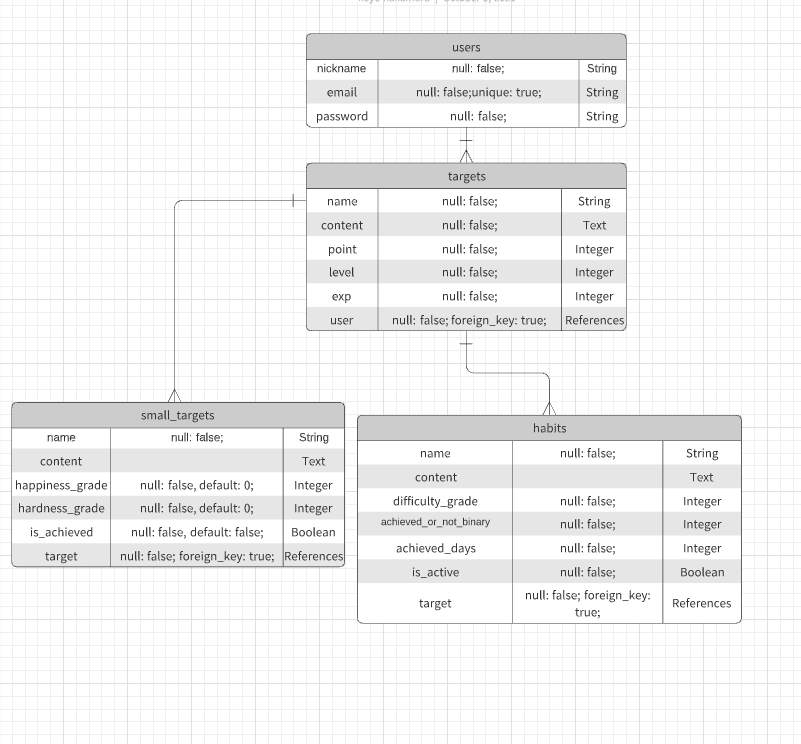 users
nickname null: false; String
email null: false;unique: true; String
password null: false; String
targets
name null: false; String
content null: false; Text
point null: false; Integer
level null: false; Integer
exp null: false; Integer
user null: false; foreign_key: true; References
small_targets
name null: false; String
content Text
happiness_grade null: false, default: 0; Integer
hardness_grade null: false, default: 0; Integer
is_achieved null: false, default: false; Boolean
target null: false; foreign_key: true; References
habits
name null: false; String
content Text
difficulty_grade null: false; Integer
achieved_or_not_binary null: false; Integer
achieved_days null: false; Integer
is_active null: false; Boolean
target null: false; foreign_key: References
true;